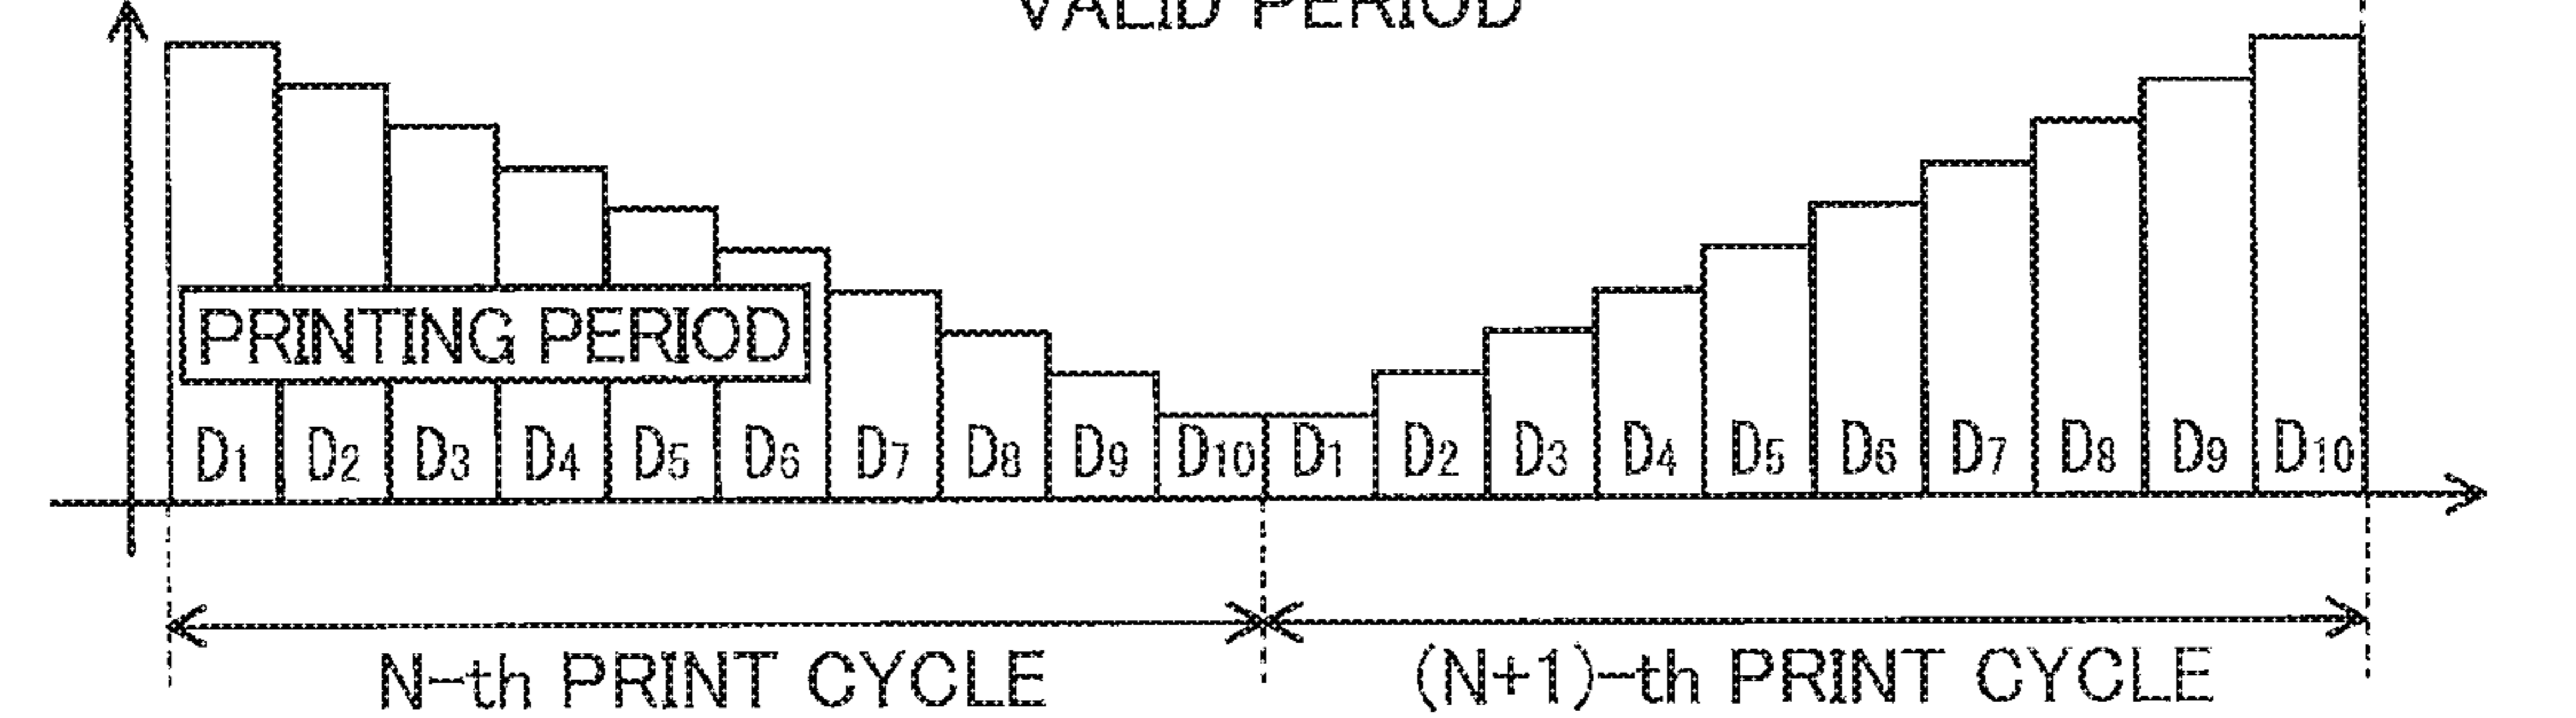 VALID PERIOD
PRINTING PERIOD
D1 D2 D3 D4 D5 D6 D7 D8 D9 D10 D1 D2 D3 D4 D5 D6 D7 D8 D9 D10
N-th PRINT CYCLE (N+1)-th PRINT CYCLE